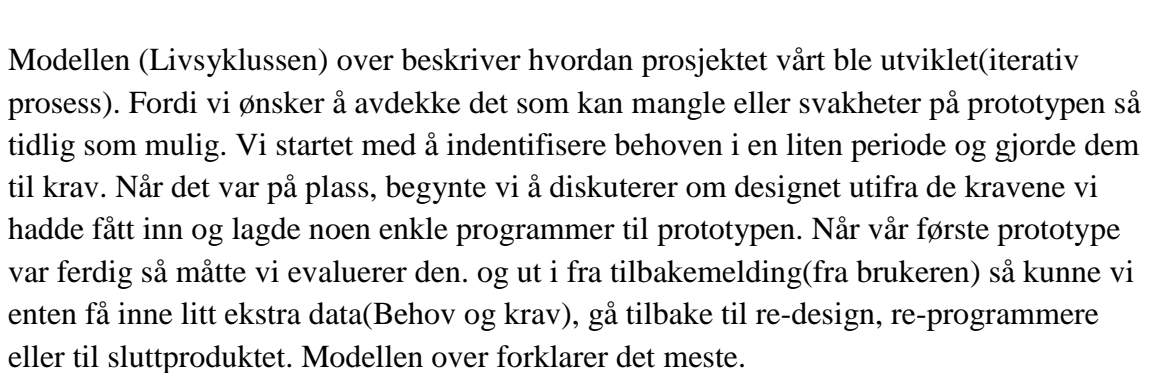 Modellen (Livsyklussen) over beskriver hvordan prosjektet vårt ble utviklet(iterativ
prosess). Fordi vi ønsker å avdekke det som kan mangle eller svakheter på prototypen så
tidlig som mulig. Vi startet med å indentifisere behoven i en liten periode og gjorde dem
til krav. Når det var på plass, begynte vi å diskuterer om designet utifra de kravene vi
hadde fått inn og lagde noen enkle programmer til prototypen. Når vår første prototype
var ferdig så måtte vi evaluerer den. og ut i fra tilbakemelding(fra brukeren) så kunne vi
enten få inne litt ekstra data(Behov og krav), gå tilbake til re-design, re-programmere
eller til sluttproduktet. Modellen over forklarer det meste.